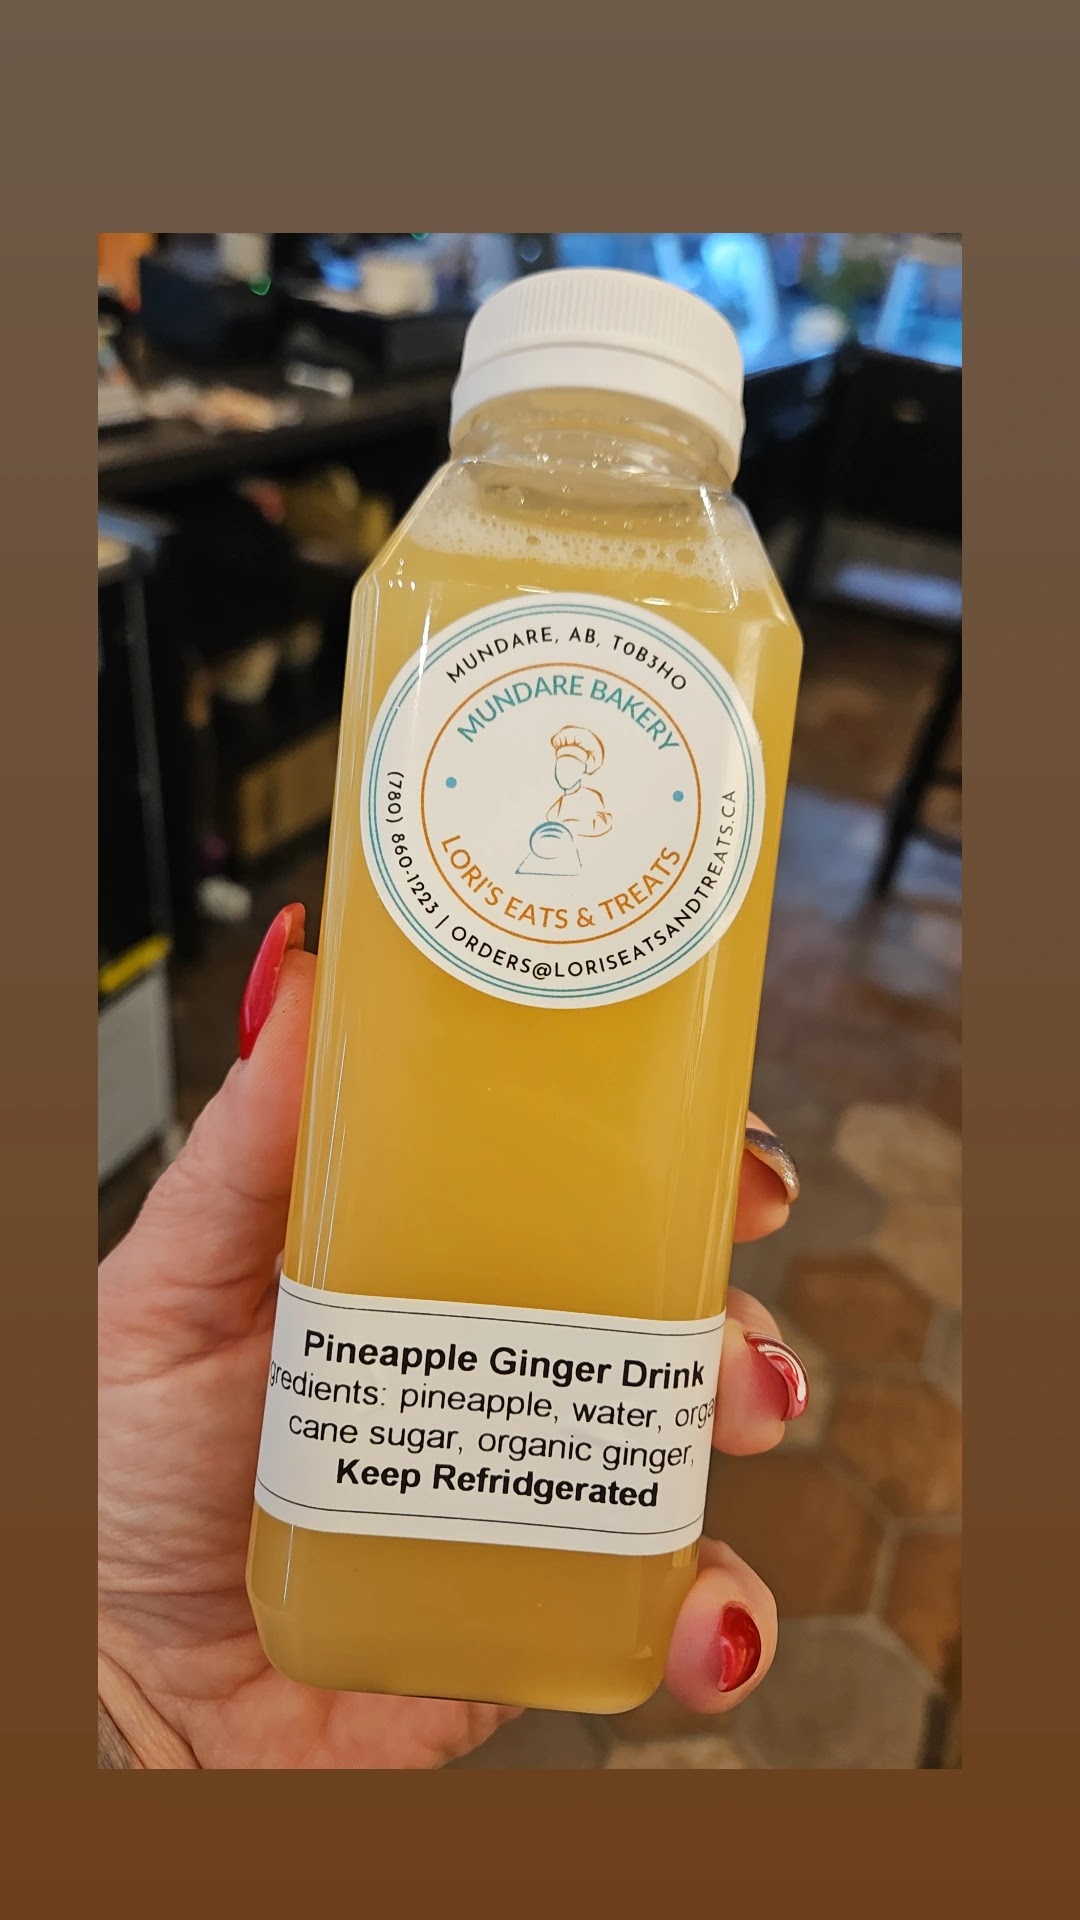 MUNDARE, AB, T0B3H0
MUNDARE BAKERY
LORI'S EATS & TREATS
(780) 860-1223 | ORDERS@LORISEATSANDTREATS.CA
Pineapple Ginger Drink
gredients: pineapple, water, orga
cane sugar, organic ginger,
Keep Refridgerated